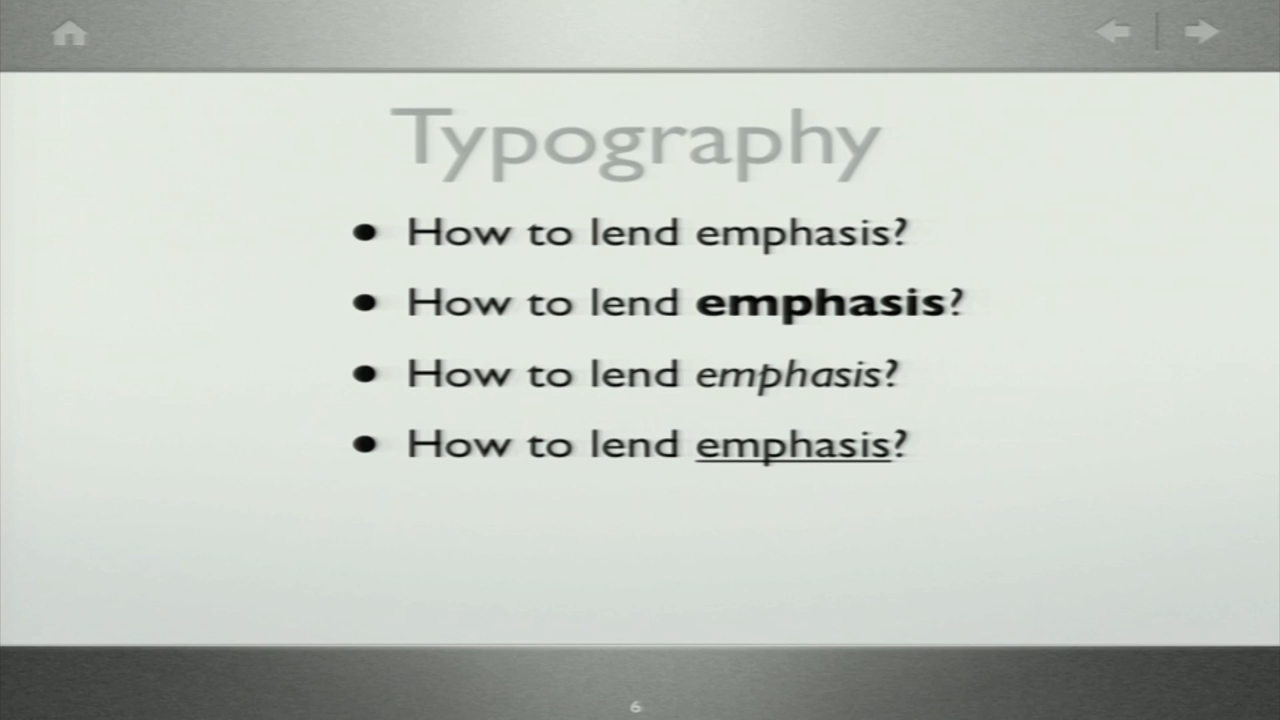 Typography
• How to lend emphasis?
• How to lend emphasis?
• How to lend emphasis?
• How to lend emphasis?
6